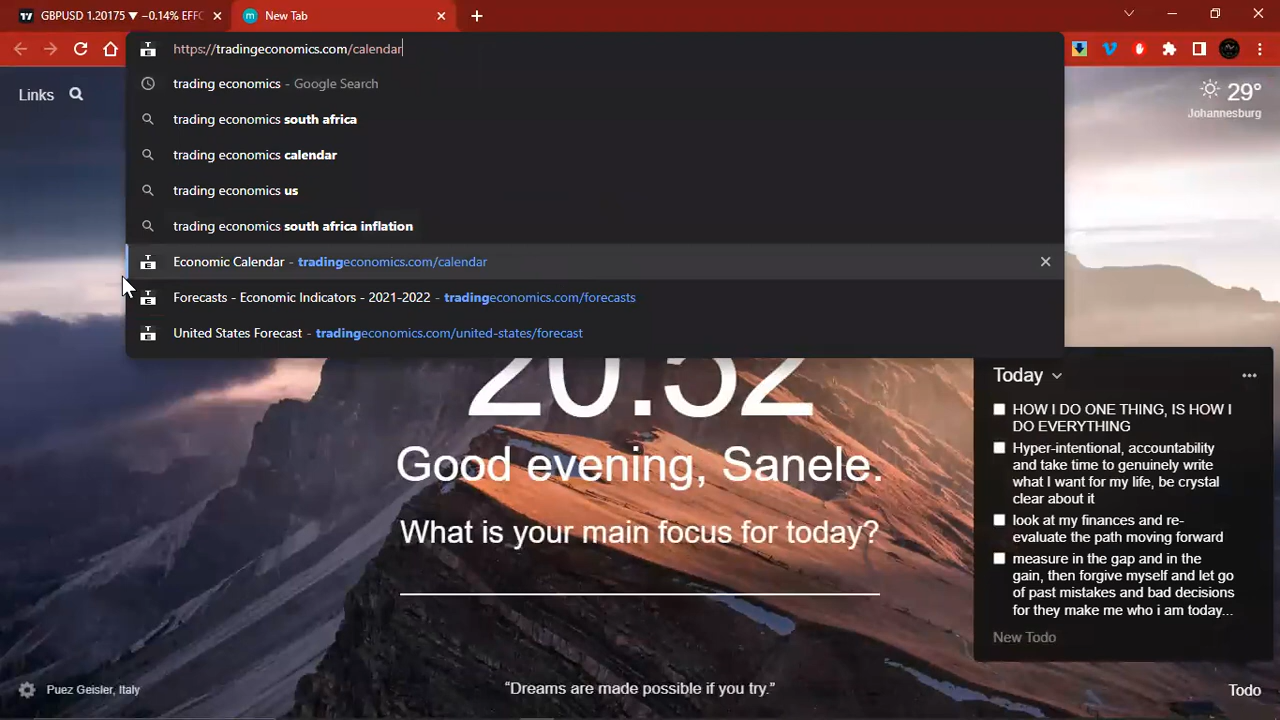 GBPUSD 1.20175 ▼ −0.14% EFFC
New Tab
https://tradingeconomics.com/calendar
trading economics - Google Search
trading economics south africa
trading economics calendar
trading economics us
trading economics south africa inflation
Economic Calendar - tradingeconomics.com/calendar
Forecasts - Economic Indicators - 2021-2022 - tradingeconomics.com/forecasts
United States Forecast - tradingeconomics.com/united-states/forecast
Links
29°
Johannesburg
20:52
Good evening, Sanele.
What is your main focus for today?
Today
HOW I DO ONE THING, IS HOW I
DO EVERYTHING
Hyper-intentional, accountability
and take time to genuinely write
what I want for my life, be crystal
clear about it
look at my finances and re-
evaluate the path moving forward
measure in the gap and in the
gain, then forgive myself and let go
of past mistakes and bad decisions
for they make me who i am today...
New Todo
Puez Geisler, Italy
“Dreams are made possible if you try.”
Todo